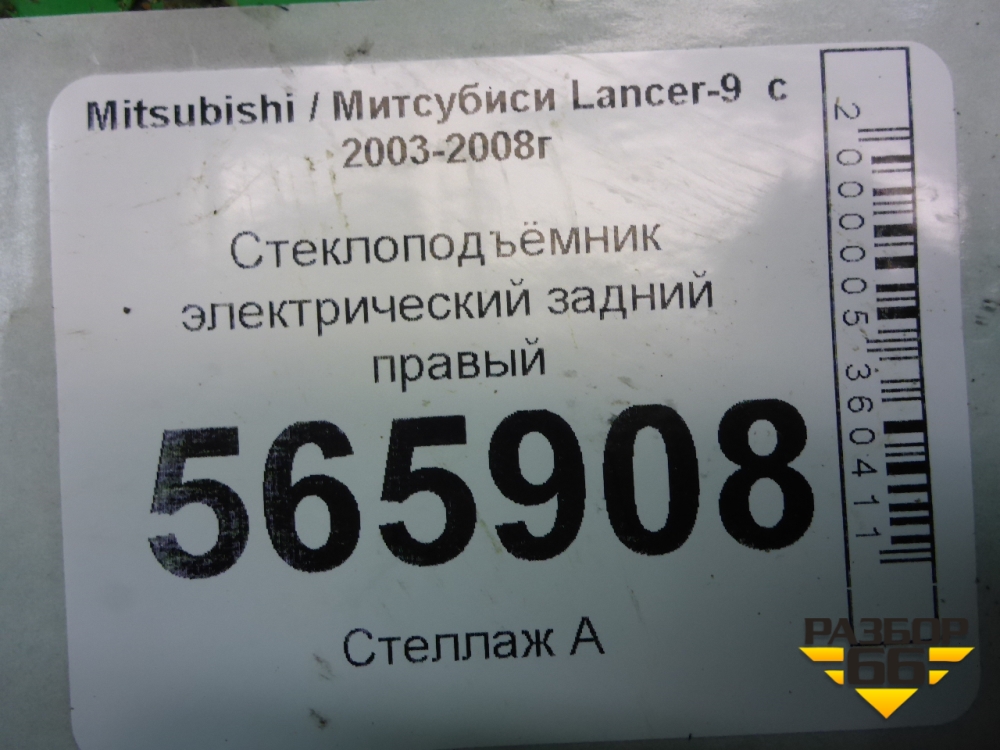 Mitsubishi / Митсубиси Lancer-9 с
2003-2008г
Стеклоподъёмник
электрический задний
правый
565908
Стеллаж А
2000005360411
РАЗБОР
66